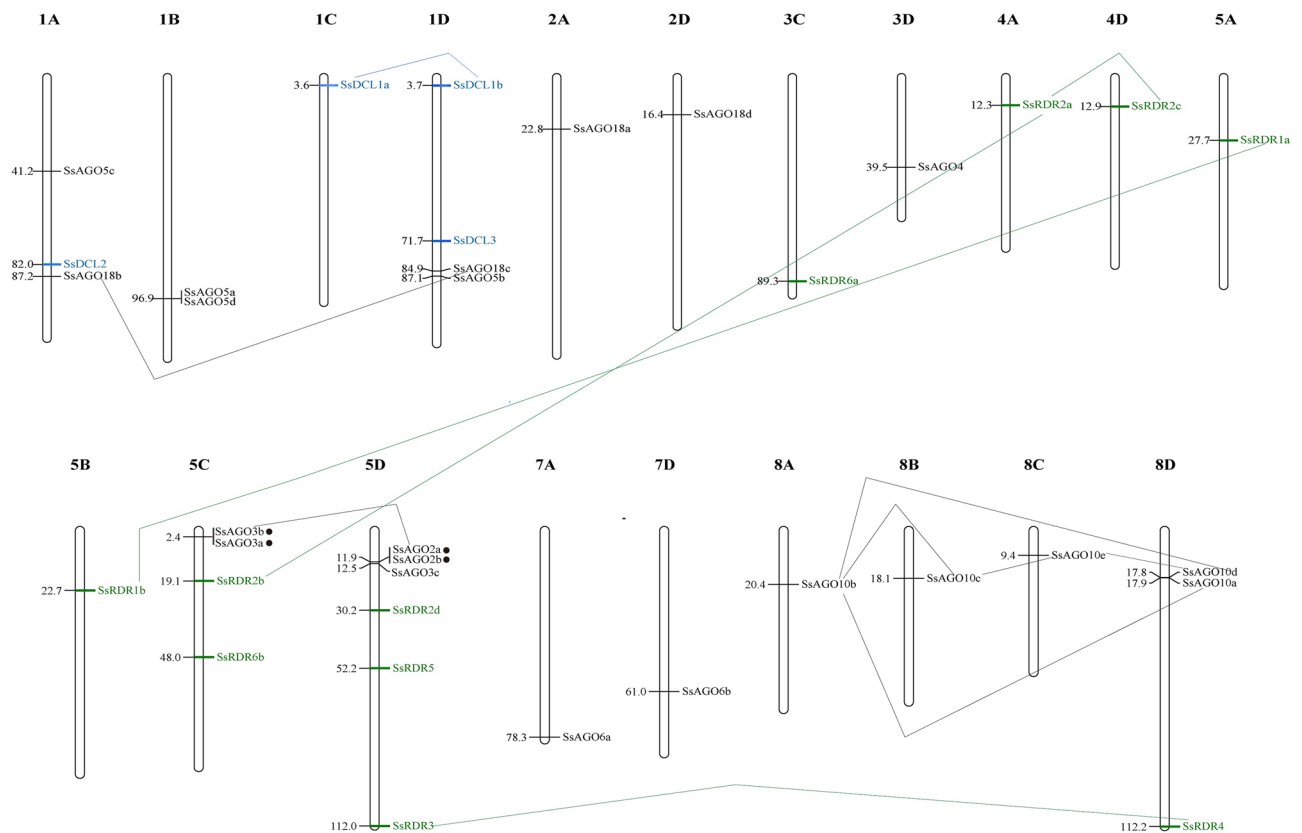 1A 1B 1C 1D 2A 2D 3C 3D 4A 4D 5A
3.6 SsDCL1a 3.7 SsDCL1b
12.3 SsRDR2a 12.9 SsRDR2c
16.4 SsAGO18d
22.8 SsAGO18a
27.7 SsRDR1a
41.2 SsAGO5c
39.5 SsAGO4
71.7 SsDCL3
82.0 SsDCL2
87.2 SsAGO18b
84.9 SsAGO18c
87.1 SsAGO5b
89.3 SsRDR6a
96.9 SsAGO5a
SsAGO5d
5B 5C 5D 7A 7D 8A 8B 8C 8D
2.4 SsAGO3b
SsAGO3a
11.9 SsAGO2a
SsAGO2b
12.5 SsAGO3c
9.4 SsAGO10e
17.8 SsAGO10d
17.9 SsAGO10a
18.1 SsAGO10c
20.4 SsAGO10b
19.1 SsRDR2b
22.7 SsRDR1b
30.2 SsRDR2d
48.0 SsRDR6b
52.2 SsRDR5
61.0 SsAGO6b
78.3 SsAGO6a
112.0 SsRDR3
112.2 SsRDR4